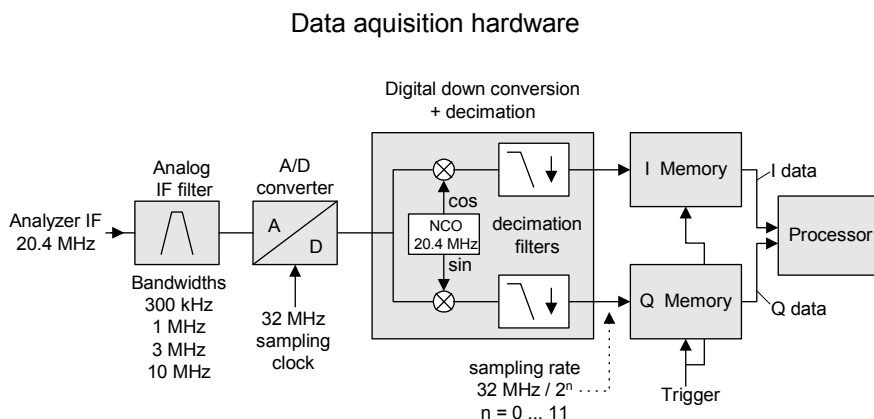 Data aquisition hardware
Digital down conversion
+ decimation
Analog
IF filter
A/D
converter
Analyzer IF
20.4 MHz
A
D
cos
NCO
20.4 MHz
sin
decimation
filters
I Memory
I data
Processor
Q Memory
Q data
Bandwidths
300 kHz
1 MHz
3 MHz
10 MHz
32 MHz
sampling
clock
sampling rate
32 MHz / 2ⁿ
n = 0 ... 11
Trigger